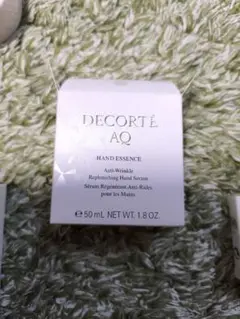 DECORTÉ
AQ
HAND ESSENCE
Anti-Wrinkle
Replenishing Hand Serum
Sérum Régénérant Anti-Rides
pour les Mains
℮ 50 mL NET WT. 1.8 OZ.